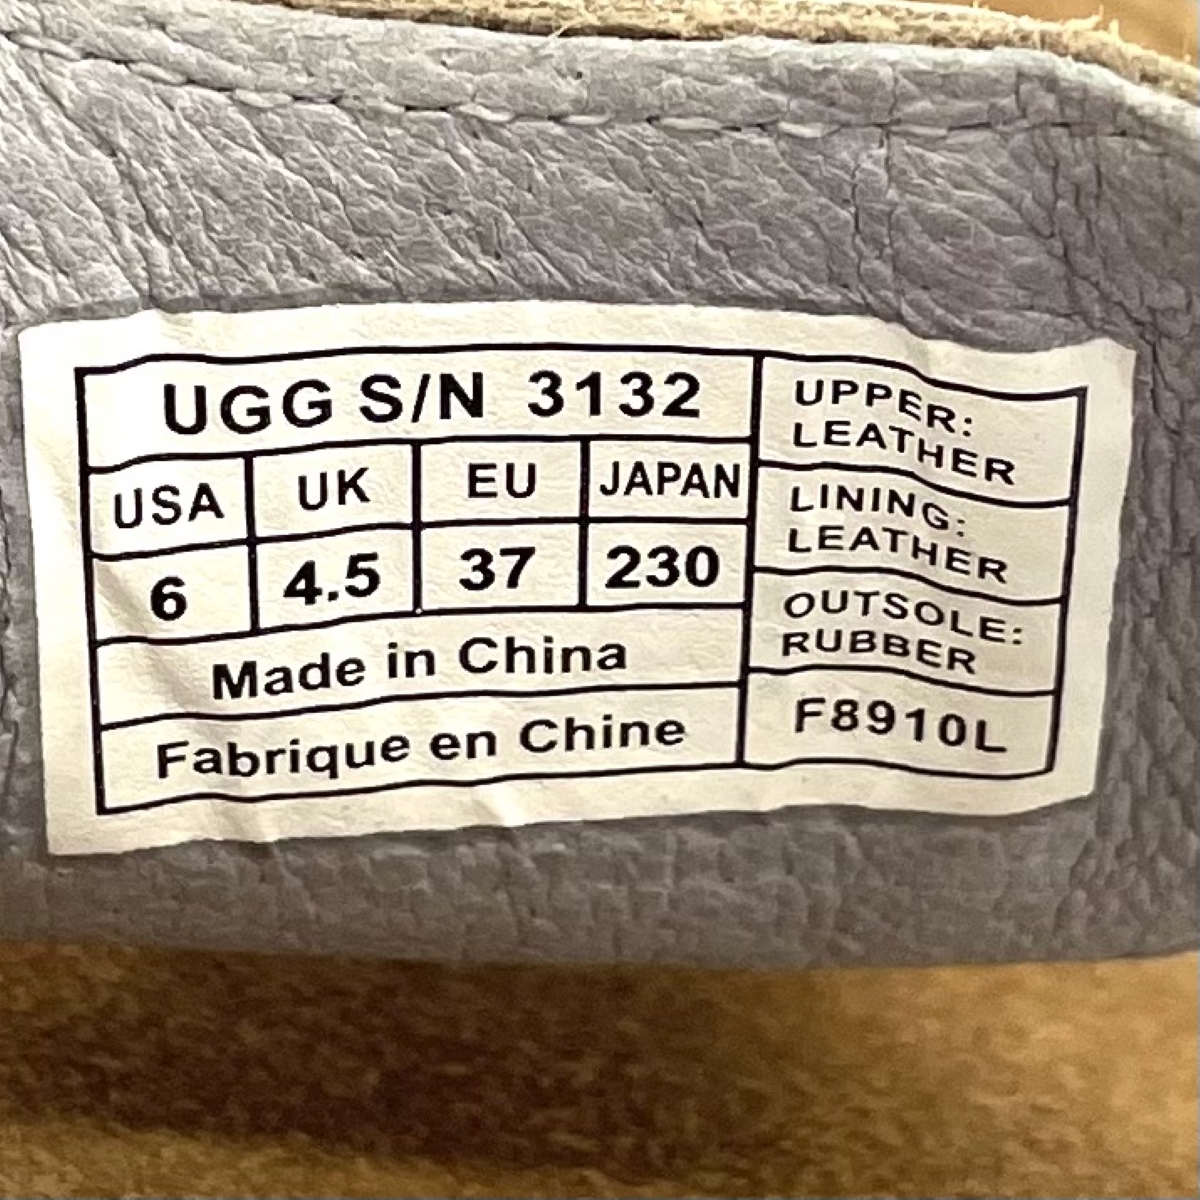 UGG S/N 3132
USA UK EU JAPAN
6 4.5 37 230
Made in China
Fabrique en Chine
UPPER:
LEATHER
LINING:
LEATHER
OUTSOLE:
RUBBER
F8910L